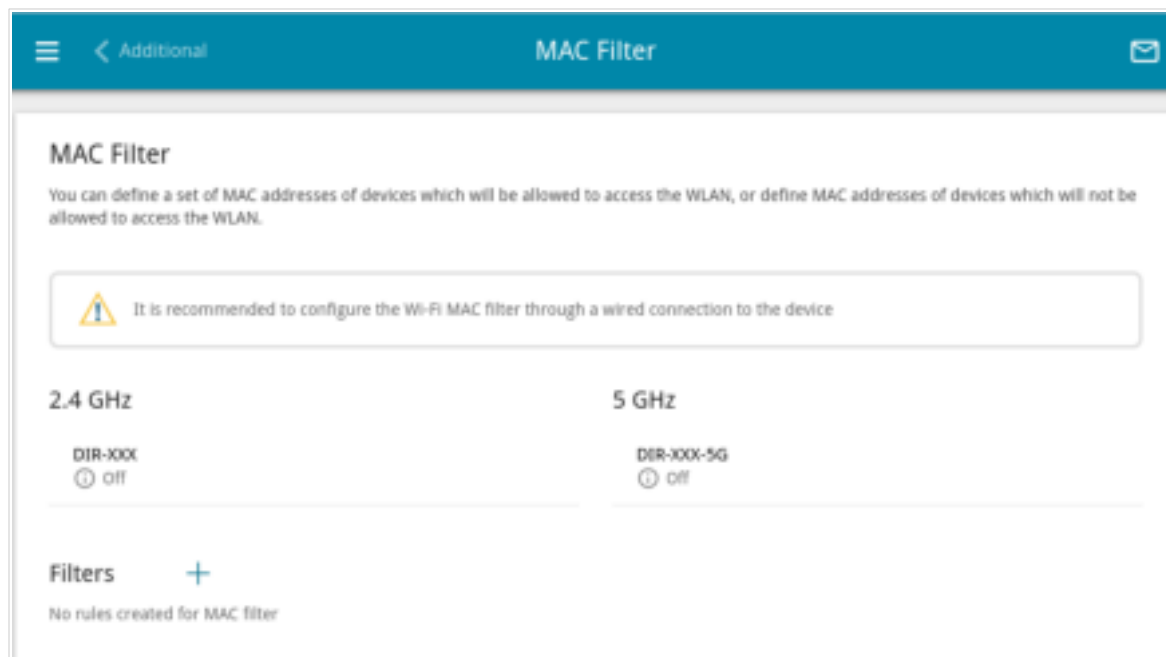 Additional
MAC Filter
MAC Filter
You can define a set of MAC addresses of devices which will be allowed to access the WLAN, or define MAC addresses of devices which will not be
allowed to access the WLAN.
It is recommended to configure the Wi-Fi MAC filter through a wired connection to the device
2.4 GHz
5 GHz
DIR-XXX
Off
DIR-XXX-5G
Off
Filters
No rules created for MAC filter